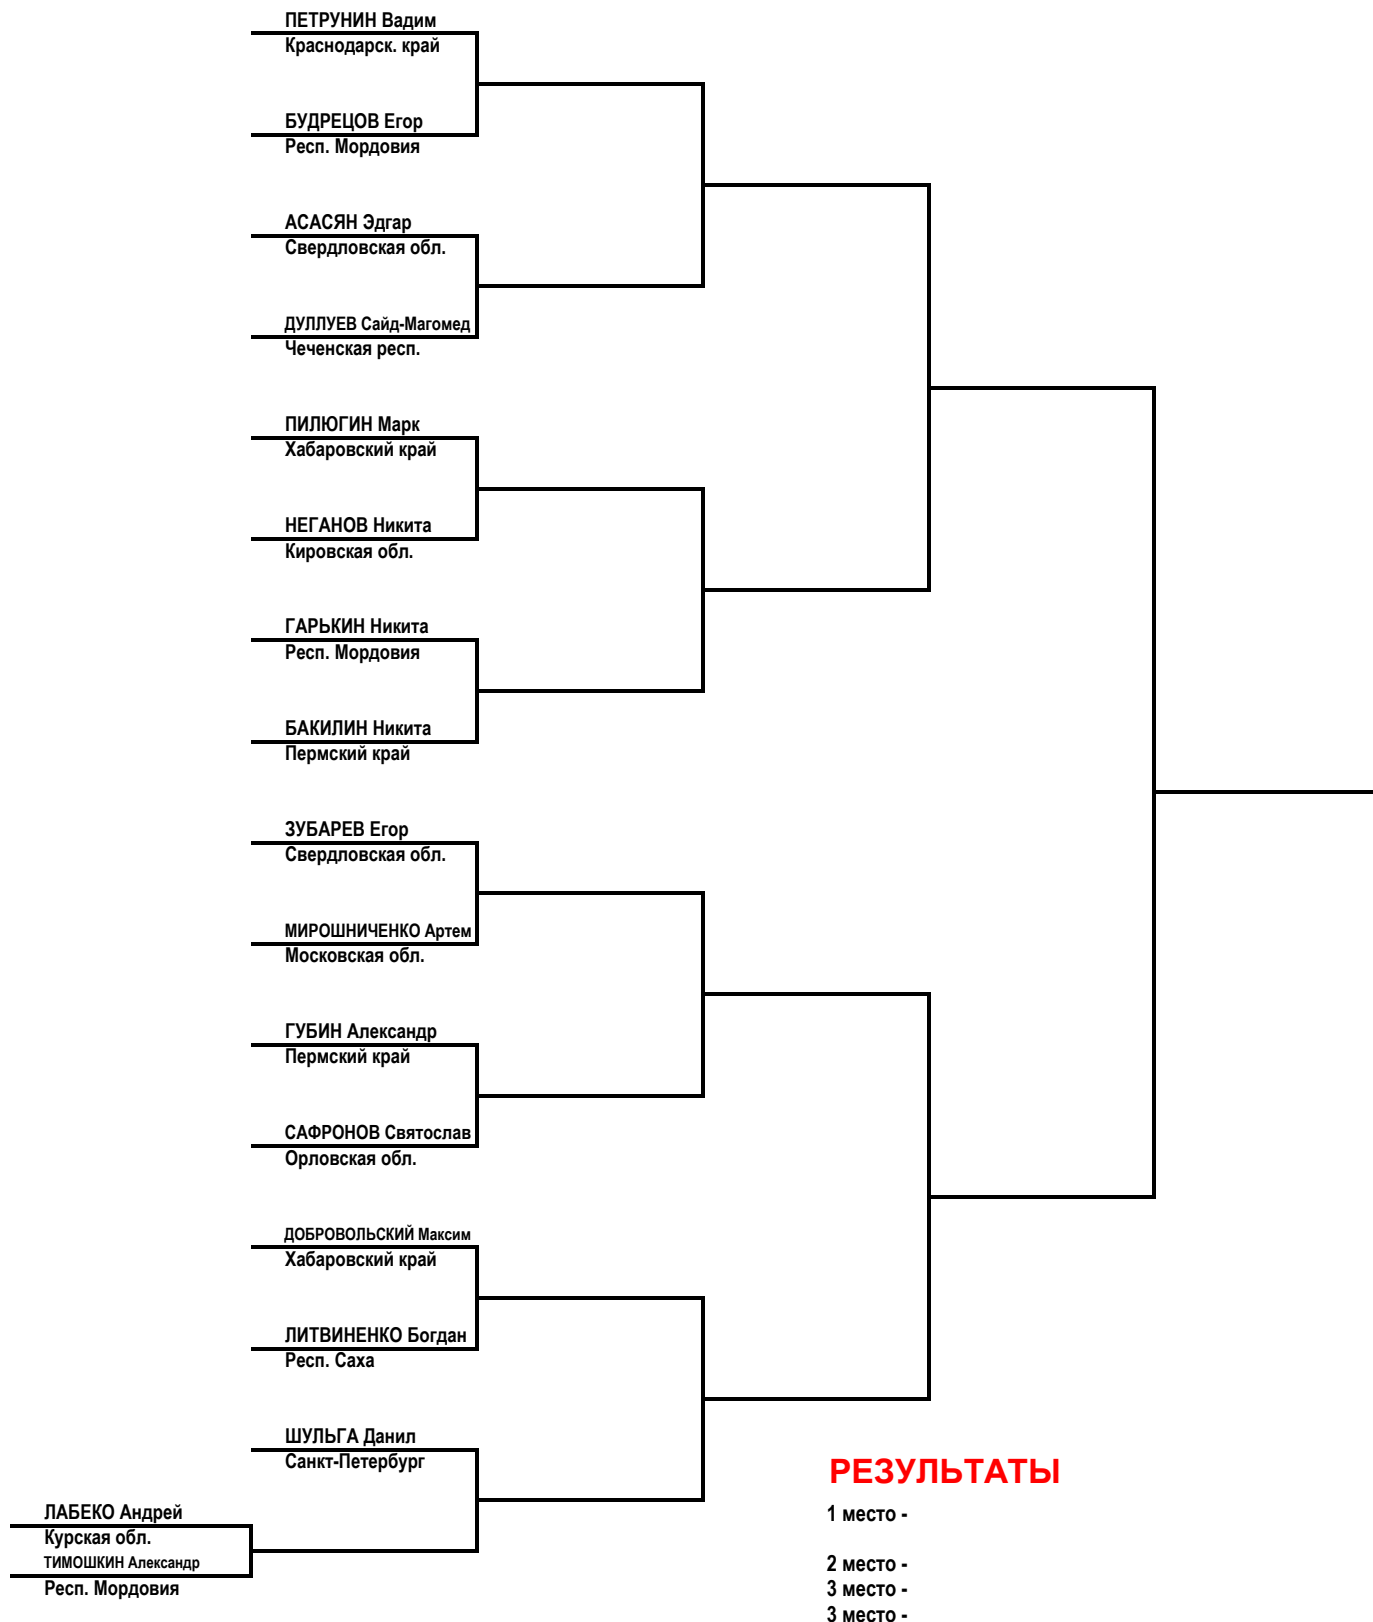 ПЕТРУНИН Вадим
Краснодарск. край
БУДРЕЦОВ Егор
Респ. Мордовия
АСАСЯН Эдгар
Свердловская обл.
ДУЛЛУЕВ Сайд-Магомед
Чеченская респ.
ПИЛЮГИН Марк
Хабаровский край
НЕГАНОВ Никита
Кировская обл.
ГАРЬКИН Никита
Респ. Мордовия
БАКИЛИН Никита
Пермский край
ЗУБАРЕВ Егор
Свердловская обл.
МИРОШНИЧЕНКО Артем
Московская обл.
ГУБИН Александр
Пермский край
САФРОНОВ Святослав
Орловская обл.
ДОБРОВОЛЬСКИЙ Максим
Хабаровский край
ЛИТВИНЕНКО Богдан
Респ. Саха
ШУЛЬГА Данил
Санкт-Петербург
ЛАБЕКО Андрей
Курская обл.
ТИМОШКИН Александр
Респ. Мордовия
РЕЗУЛЬТАТЫ
1 место -
2 место -
3 место -
3 место -